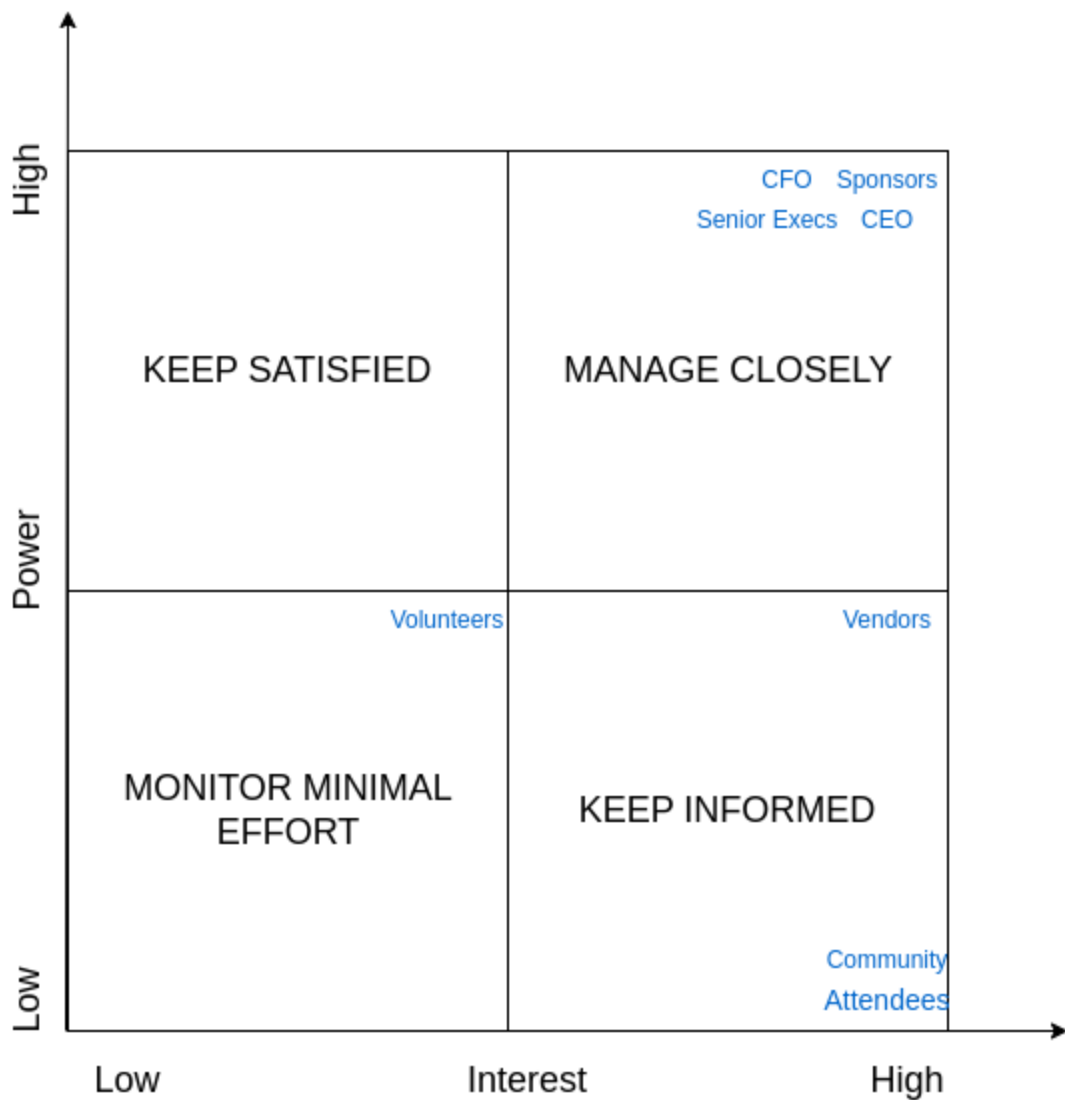 High
CFO Sponsors
Senior Execs CEO
KEEP SATISFIED
MANAGE CLOSELY
Power
Volunteers
Vendors
MONITOR MINIMAL
EFFORT
KEEP INFORMED
Community
Attendees
Low
Low
Interest
High